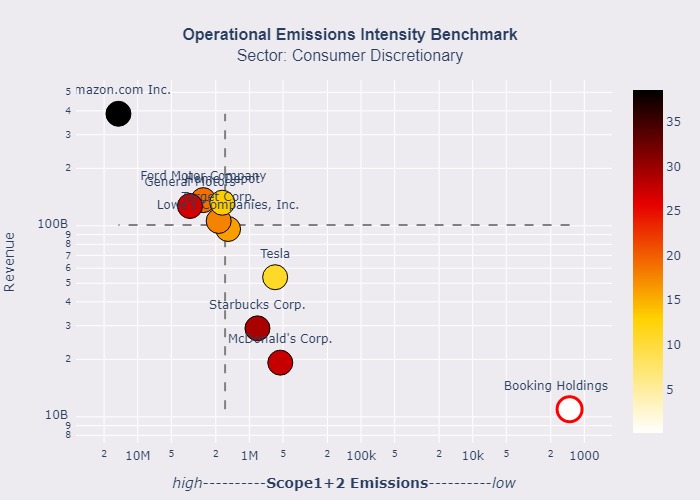 Operational Emissions Intensity Benchmark
Sector: Consumer Discretionary
mazon.com Inc.
Ford Motor Company
Home Depot
General Motors
Target Corp.
Lowe's Companies, Inc.
Tesla
Starbucks Corp.
McDonald's Corp.
Booking Holdings
Revenue
5
4
3
2
100B
9
8
7
6
5
4
3
2
10B
9
8
2
10M
5
2
1M
5
2
100k
5
2
10k
5
2
1000
high----------Scope1+2 Emissions----------low
35
30
25
20
15
10
5